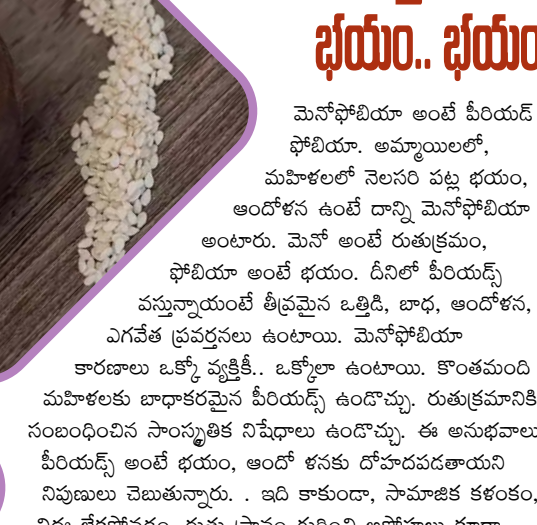 భయం.. భయం
మెనోఫోబియా అంటే పీరియడ్
ఫోబియా. అమ్మాయిలలో,
మహిళలలో నెలసరి పట్ల భయం,
ఆందోళన ఉంటే దాన్ని మెనోఫోబియా
అంటారు. మెనో అంటే రుతుక్రమం,
ఫోబియా అంటే భయం. దీనిలో పీరియడ్స్
వస్తున్నాయంటే తీవ్రమైన ఒత్తిడి, బాధ, ఆందోళన,
ఎగవేత ప్రవర్తనలు ఉంటాయి. మెనోఫోబియా
కారణాలు ఒక్కో వ్యక్తికీ.. ఒక్కోలా ఉంటాయి. కొంతమంది
మహిళలకు బాధాకరమైన పీరియడ్స్ ఉండొచ్చు. రుతుక్రమానికి
సంబంధించిన సాంస్కృతిక నిషేధాలు ఉండొచ్చు. ఈ అనుభవాలు
పీరియడ్స్ అంటే భయం, ఆందో ళనకు దోహదపడతాయని
నిపుణులు చెబుతున్నారు. . ఇది కాకుండా, సామాజిక కళంకం,